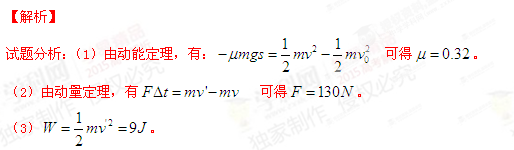 【解析】
试题分析：（1）由动能定理，有：$-\mu mgs=\frac{1}{2}mv^2-\frac{1}{2}mv_0^2$ 可得 $\mu=0.32$。
（2）由动量定理，有 $F\Delta t=mv'-mv$ 可得 $F=130N$。
（3）$W=\frac{1}{2}mv'^2=9J$。